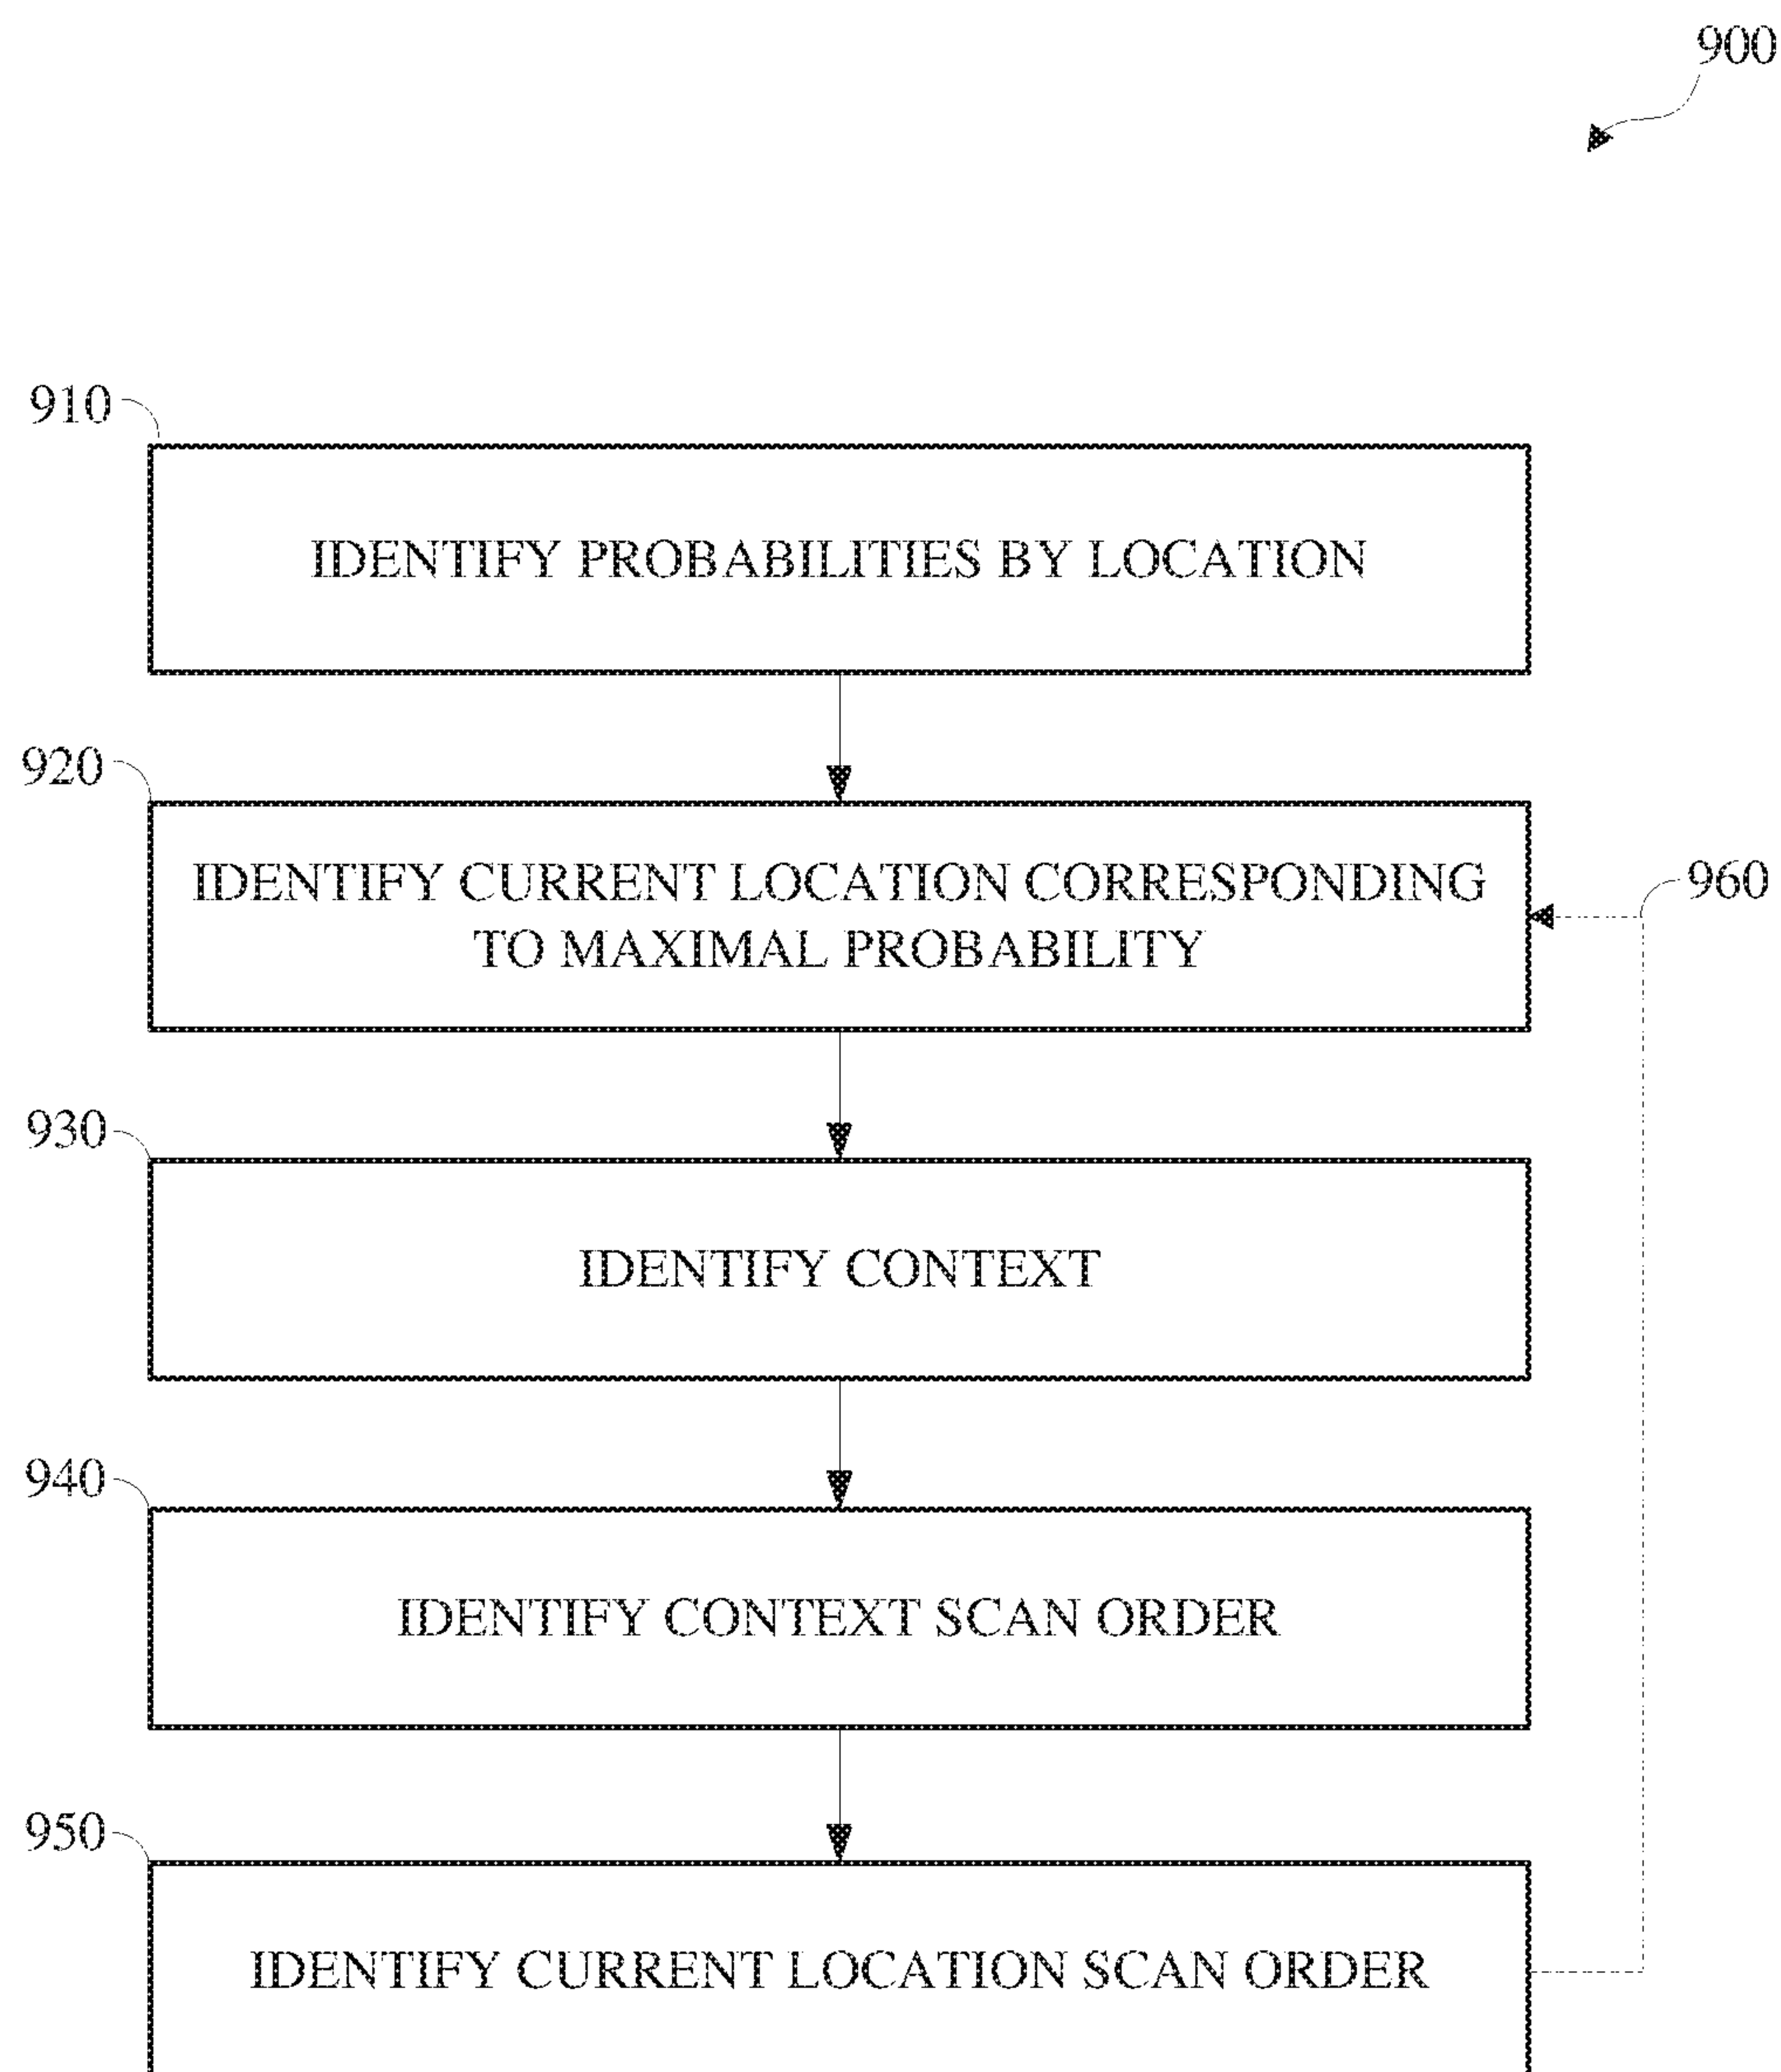 900
910
IDENTIFY PROBABILITIES BY LOCATION
920
IDENTIFY CURRENT LOCATION CORRESPONDING
TO MAXIMAL PROBABILITY
960
930
IDENTIFY CONTEXT
940
IDENTIFY CONTEXT SCAN ORDER
950
IDENTIFY CURRENT LOCATION SCAN ORDER